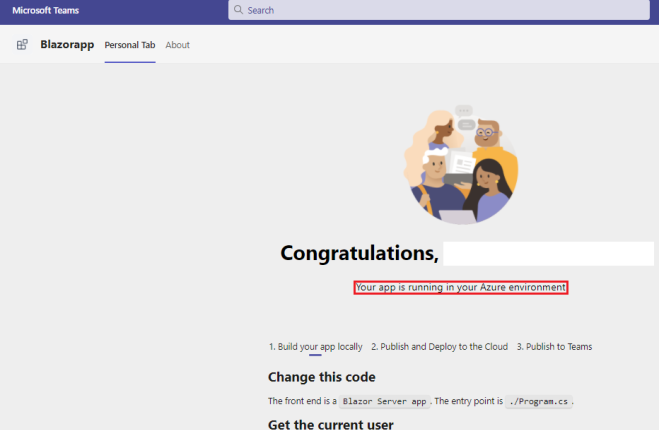 Microsoft Teams
Search
Blazorapp Personal Tab About
Congratulations,
Your app is running in your Azure environment
1. Build your app locally 2. Publish and Deploy to the Cloud 3. Publish to Teams
Change this code
The front end is a Blazor Server app. The entry point is ./Program.cs.
Get the current user